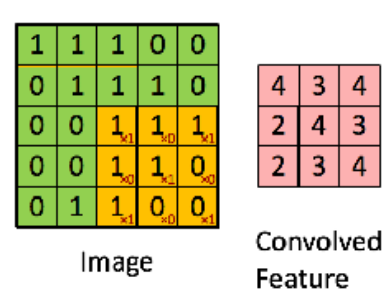 1 1 1 0 0
0 1 1 1 0
0 0 1×1 1×0 1×1
0 0 1×0 1×1 0×0
0 1 1×1 0×0 0×1
Image
4 3 4
2 4 3
2 3 4
Convolved
Feature